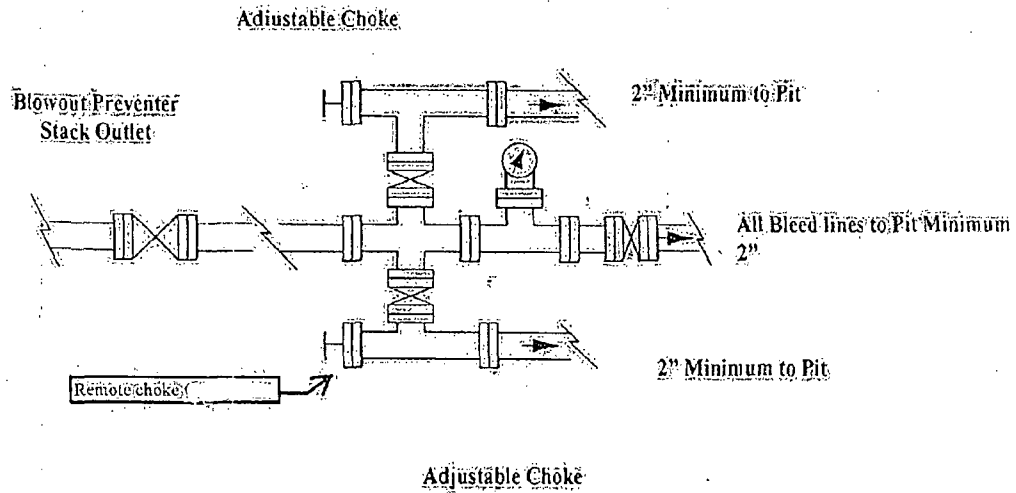 Adjustable Choke
Blowout Preventer
Stack Outlet
2" Minimum to Pit
All Bleed lines to Pit Minimum
2"
2" Minimum to Pit
Remote choke
Adjustable Choke